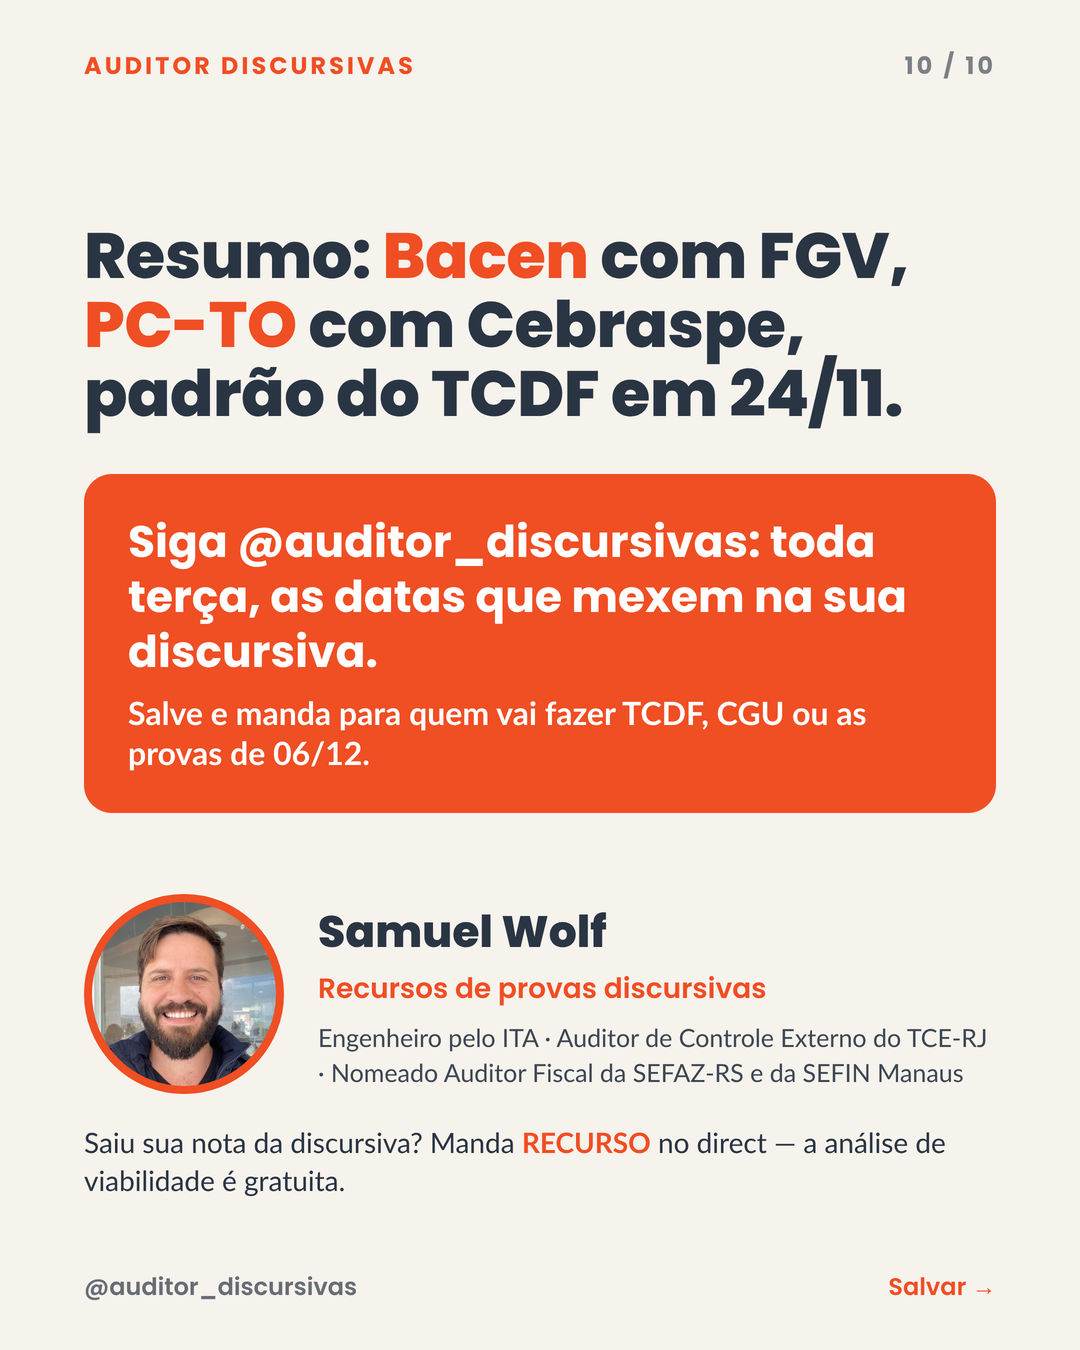 AUDITOR DISCURSIVAS
10 / 10
Resumo: Bacen com FGV,
PC-TO com Cebraspe,
padrão do TCDF em 24/11.
Siga @auditor_discursivas: toda
terça, as datas que mexem na sua
discursiva.
Salve e manda para quem vai fazer TCDF, CGU ou as
provas de 06/12.
Samuel Wolf
Recursos de provas discursivas
Engenheiro pelo ITA · Auditor de Controle Externo do TCE-RJ
· Nomeado Auditor Fiscal da SEFAZ-RS e da SEFIN Manaus
Saiu sua nota da discursiva? Manda RECURSO no direct — a análise de
viabilidade é gratuita.
@auditor_discursivas
Salvar →